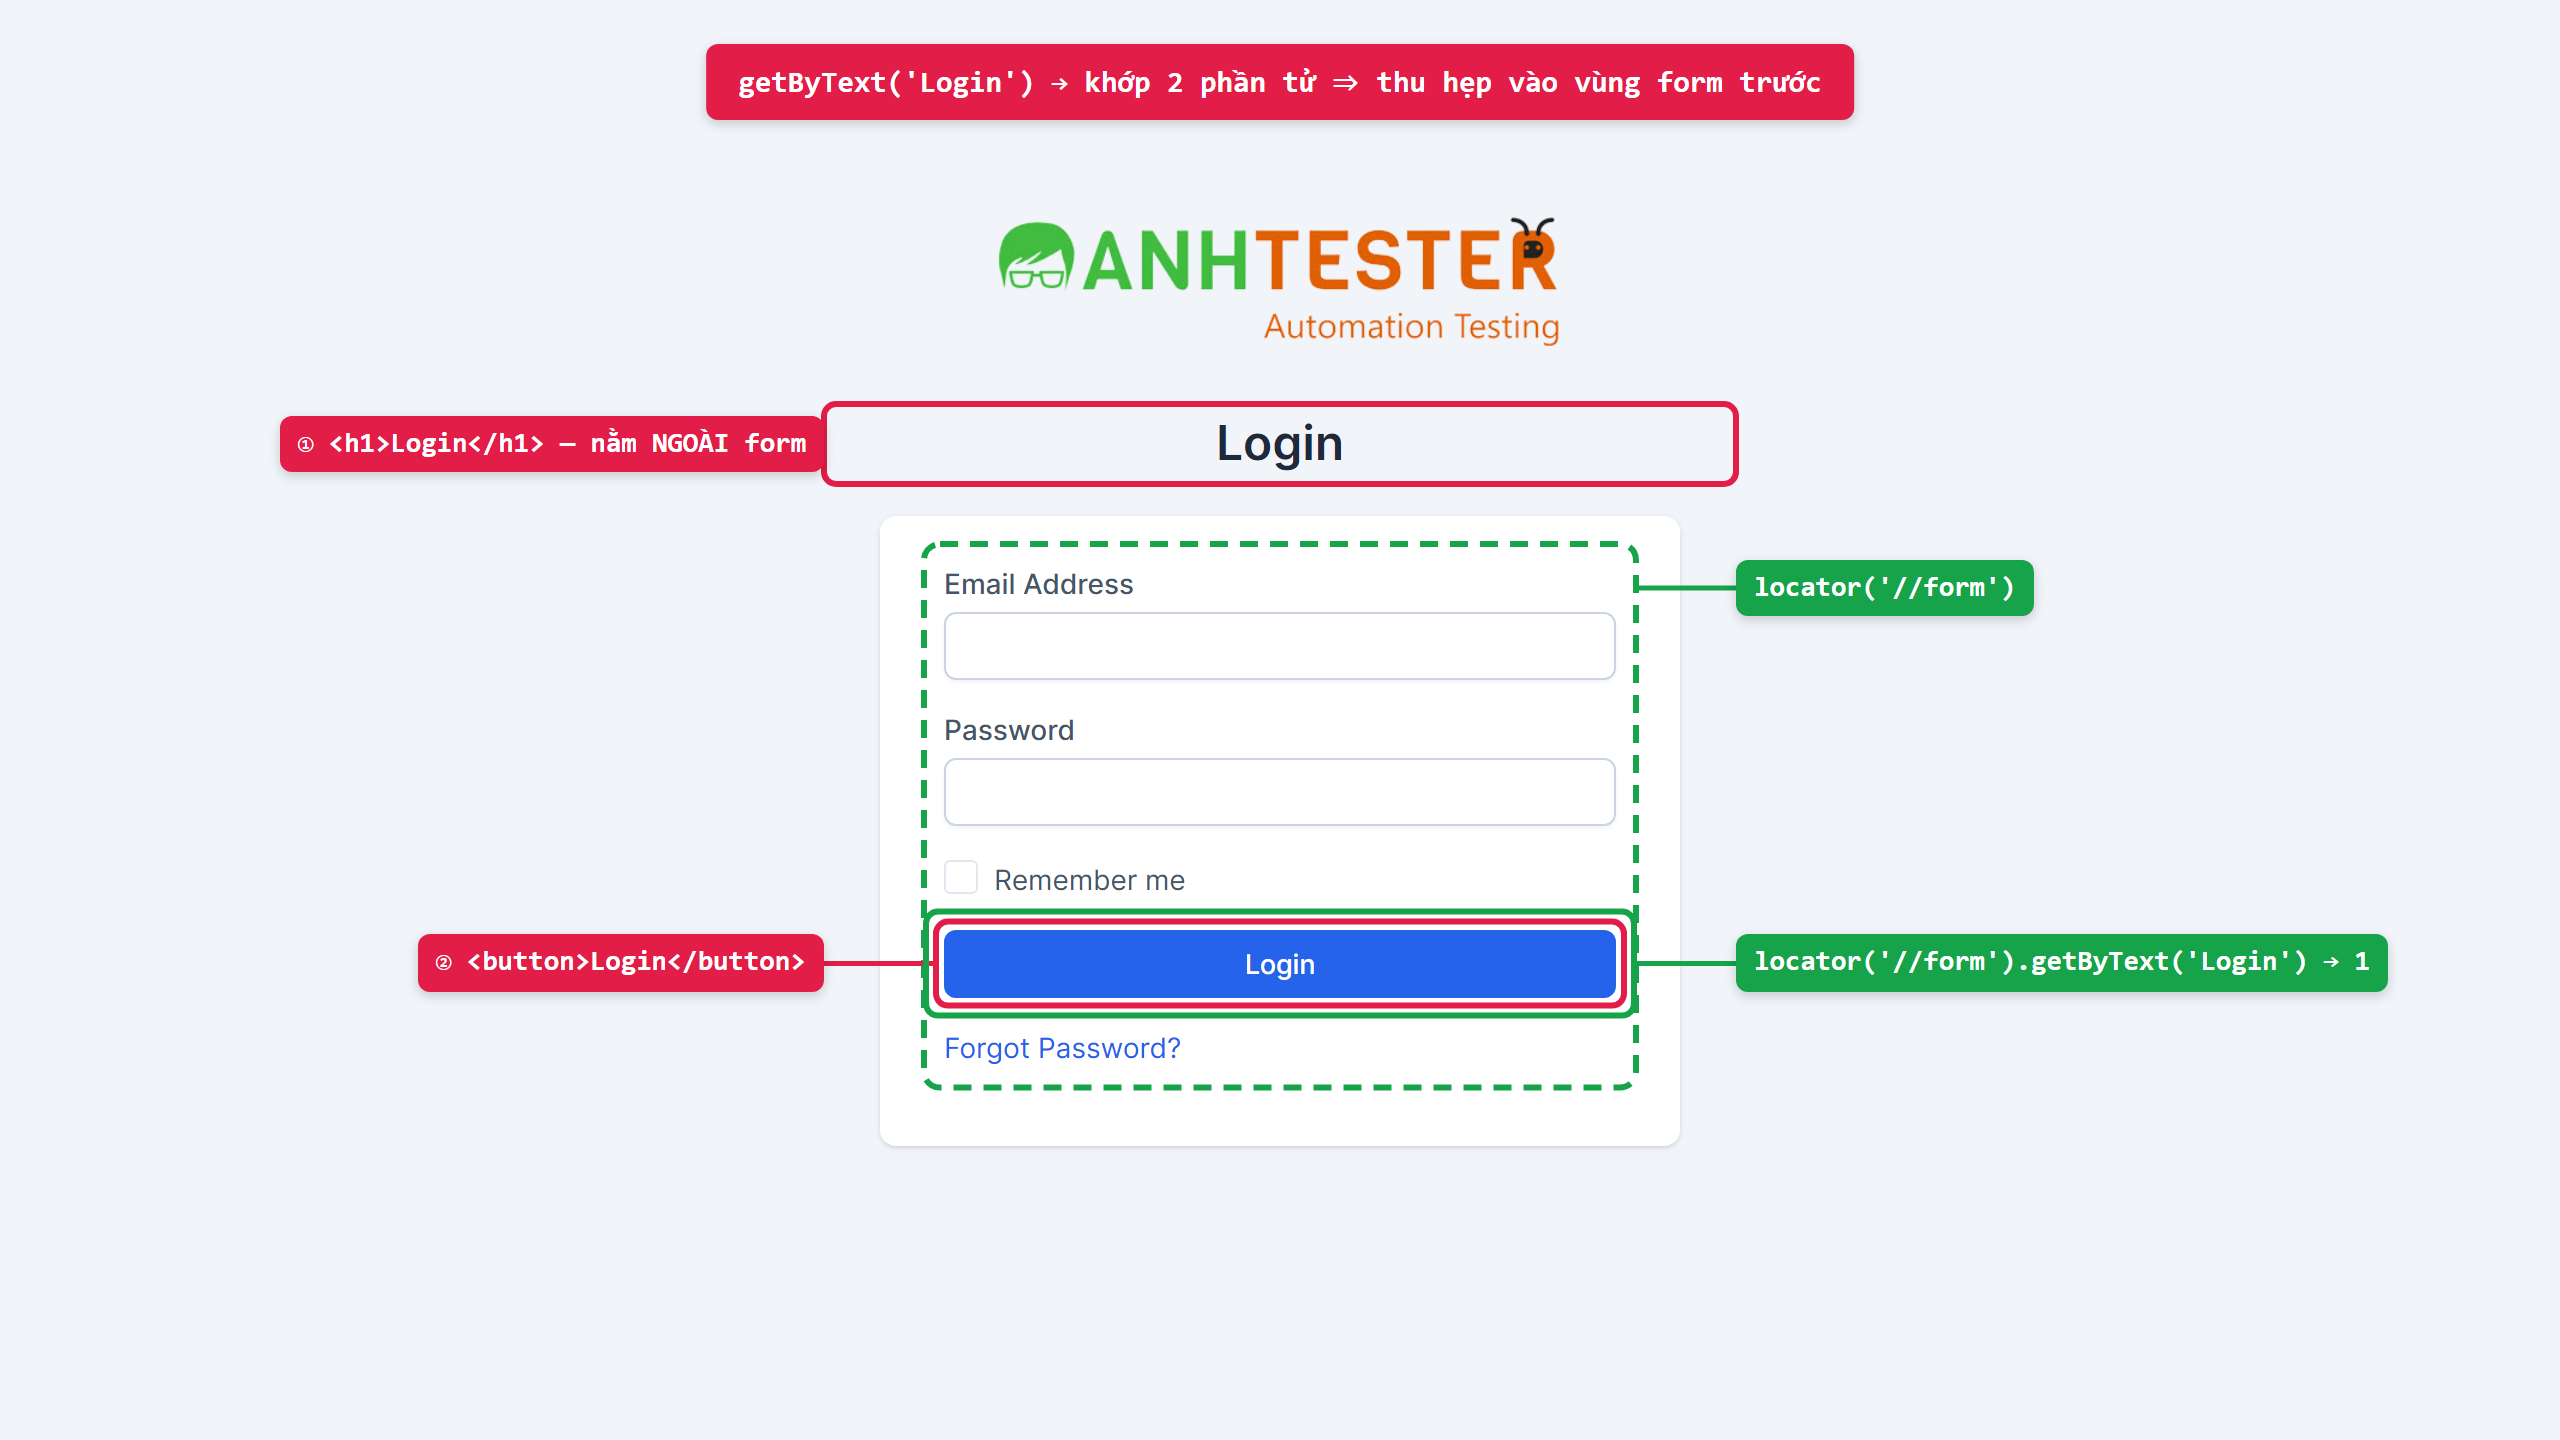 getByText('Login') → khớp 2 phần tử ⇒ thu hẹp vào vùng form trước
ANHTESTER
Automation Testing
① <h1>Login</h1> – nằm NGOÀI form
Login
Email Address
locator('//form')
Password
Remember me
② <button>Login</button>
Login
locator('//form').getByText('Login') → 1
Forgot Password?